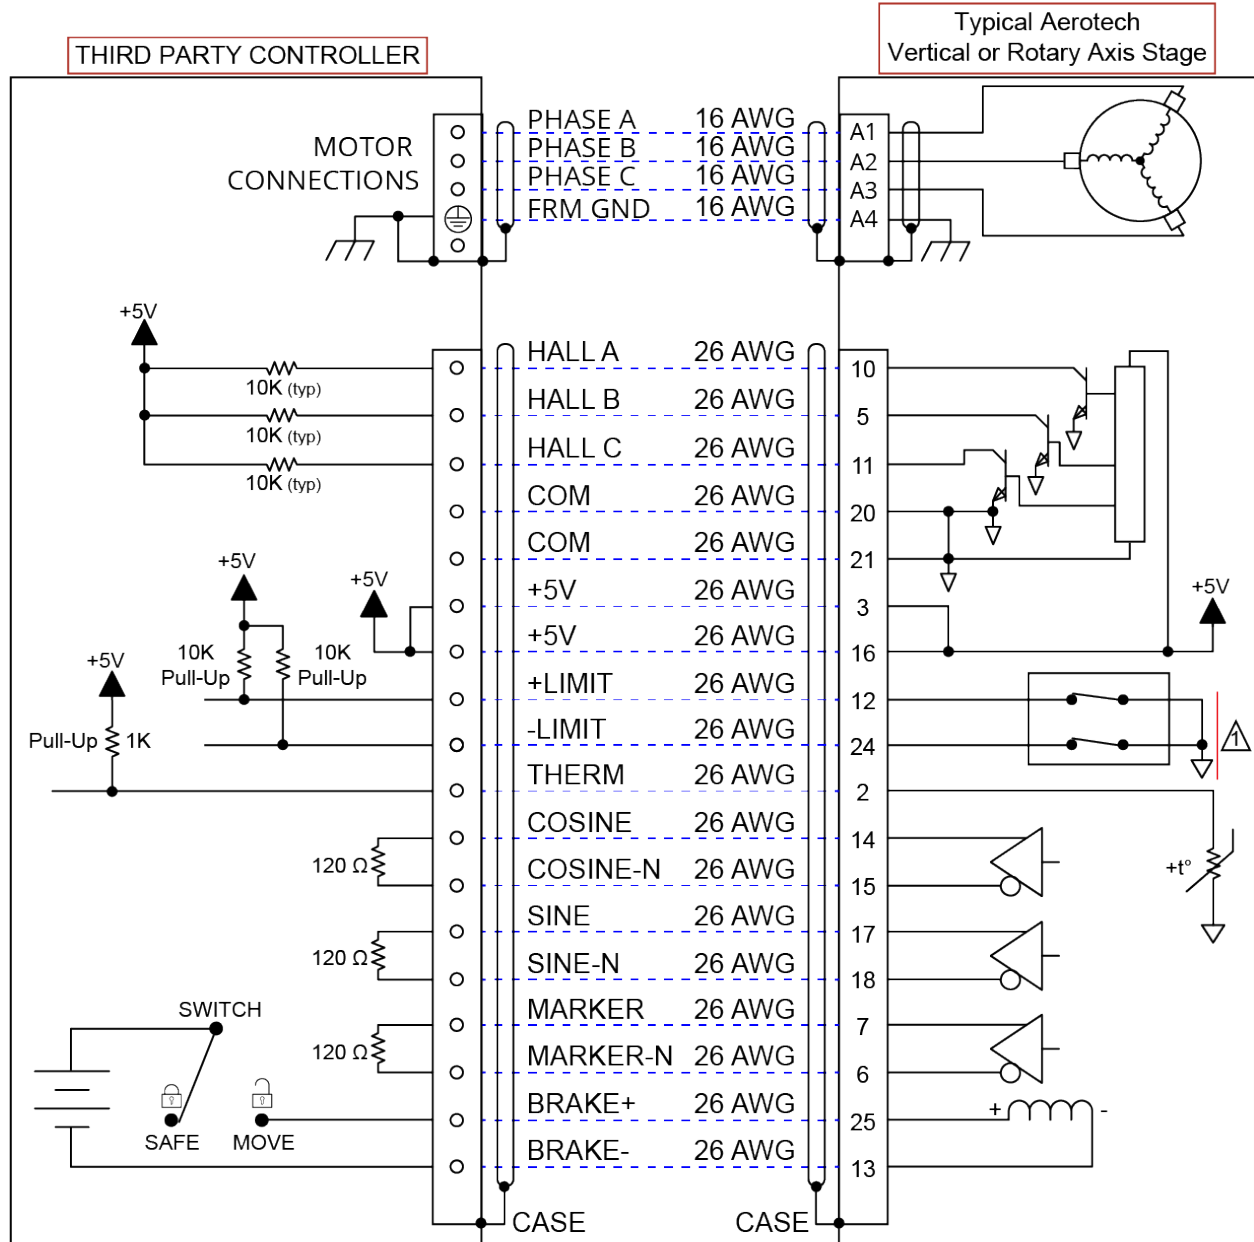 THIRD PARTY CONTROLLER
Typical Aerotech
Vertical or Rotary Axis Stage
MOTOR
CONNECTIONS
PHASE A 16 AWG A1
PHASE B 16 AWG A2
PHASE C 16 AWG A3
FRM GND 16 AWG A4
+5V
10K (typ)
HALL A 26 AWG 10
10K (typ)
HALL B 26 AWG 5
10K (typ)
HALL C 26 AWG 11
COM 26 AWG 20
COM 26 AWG 21
+5V
+5V
+5V 26 AWG 3
+5V
+5V 26 AWG 16
10K
Pull-Up
10K
Pull-Up
+5V
+LIMIT 26 AWG 12
-LIMIT 26 AWG 24
1
Pull-Up 1K
THERM 26 AWG 2
COSINE 26 AWG 14
120 Ω
COSINE-N 26 AWG 15
+t°
SINE 26 AWG 17
120 Ω
SINE-N 26 AWG 18
SWITCH
MARKER 26 AWG 7
120 Ω
MARKER-N 26 AWG 6
BRAKE+ 26 AWG 25
+ -
SAFE MOVE
BRAKE- 26 AWG 13
CASE CASE